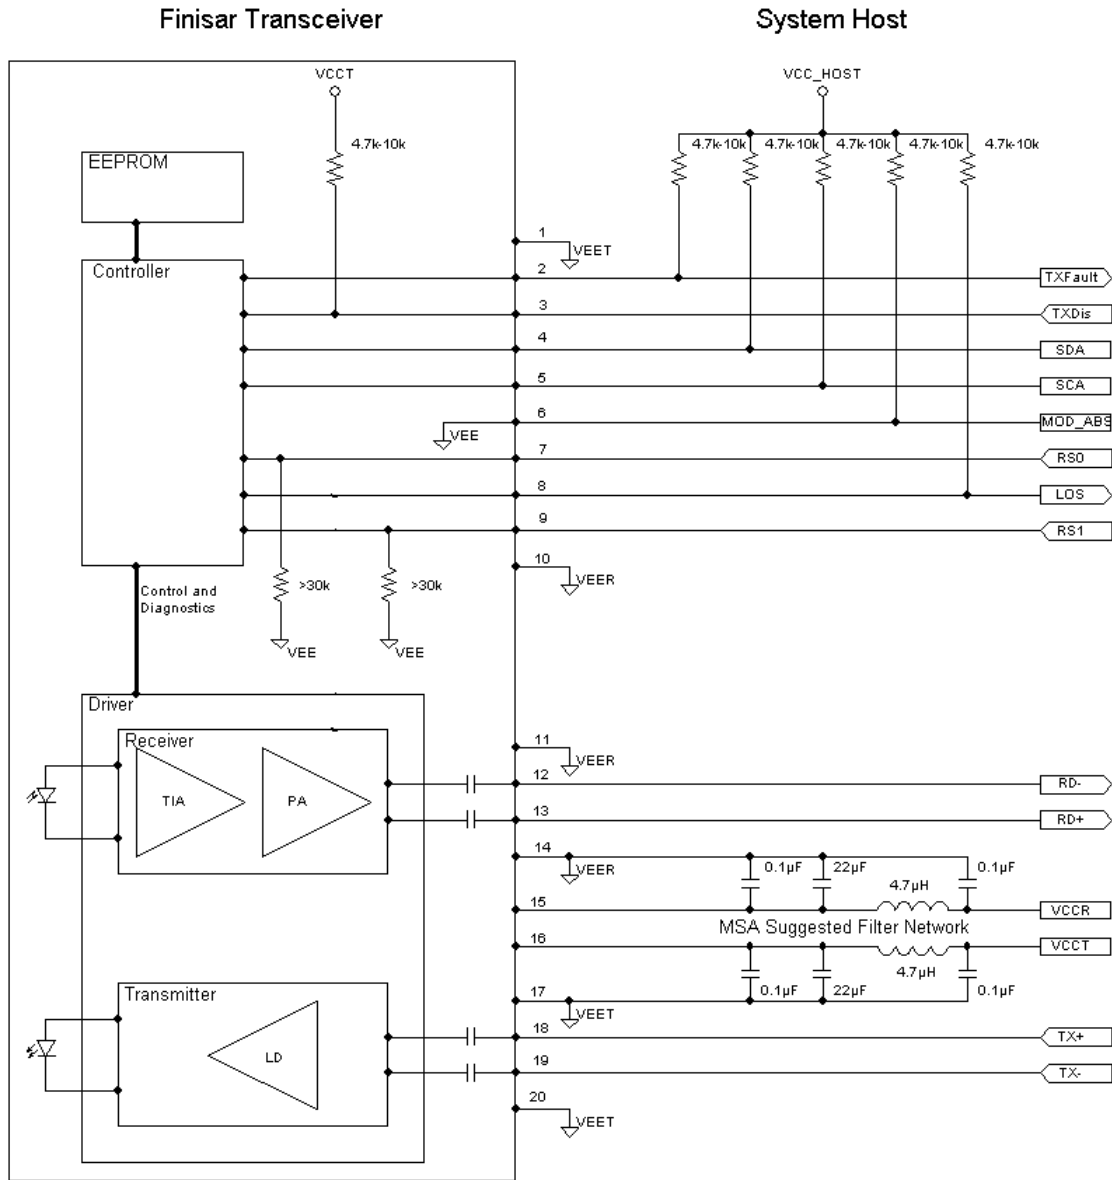 Finisar Transceiver
System Host
VCCT
VCC_HOST
4.7k-10k
4.7k-10k
4.7k-10k
4.7k-10k
4.7k-10k
4.7k-10k
EEPROM
1
VEET
Controller
2
TXFault
3
TXDis
4
SDA
5
SCA
6
VEE
MOD_ABS
7
RS0
8
LOS
9
RS1
10
VEER
Control and
Diagnostics
>30k
>30k
VEE
VEE
Driver
Receiver
TIA
PA
11
VEER
12
RD-
13
RD+
14
VEER
0.1µF
22µF
4.7µH
0.1µF
15
VCCR
MSA Suggested Filter Network
16
VCCT
4.7µH
0.1µF
22µF
0.1µF
17
VEET
Transmitter
LD
18
TX+
19
TX-
20
VEET